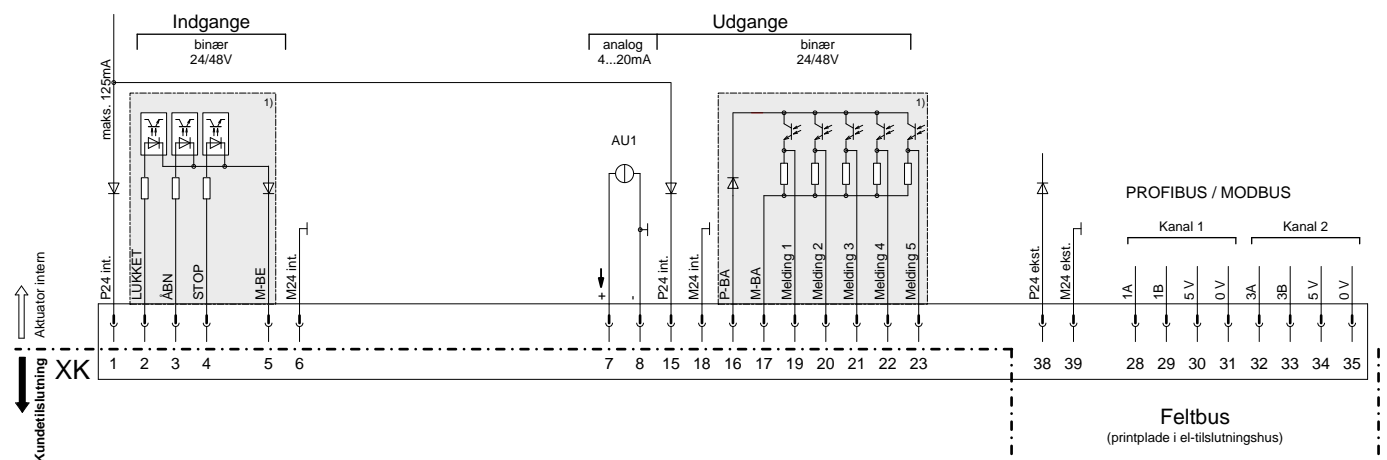 Indgange
Udgange
binær
24/48V
analog
4...20mA
binær
24/48V
maks. 125mA
1)
1)
AU1
PROFIBUS / MODBUS
Kanal 1
Kanal 2
P24 int.
LUKKET
ÅBN
STOP
M-BE
M24 int.
+
-
P24 int.
M24 int.
P-BA
M-BA
Melding 1
Melding 2
Melding 3
Melding 4
Melding 5
P24 ekst.
M24 ekst.
1A
1B
5 V
0 V
3A
3B
5 V
0 V
Aktuator intern
Kundetilslutning
XK
1 2 3 4 5 6 7 8 15 18 16 17 19 20 21 22 23 38 39 28 29 30 31 32 33 34 35
Feltbus
(printplade i el-tilslutningshus)